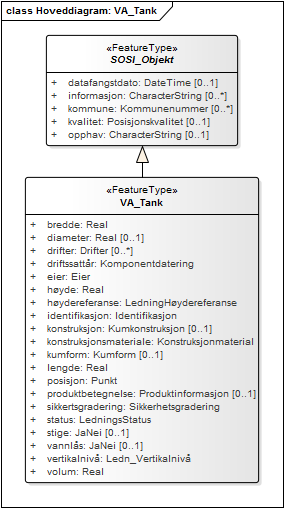 class Hoveddiagram: VA_Tank
«FeatureType»
SOSI_Objekt
+ datafangstdato: DateTime [0..1]
+ informasjon: CharacterString [0..*]
+ kommune: Kommunenummer [0..*]
+ kvalitet: Posisjonskvalitet [0..1]
+ opphav: CharacterString [0..1]
«FeatureType»
VA_Tank
+ bredde: Real
+ diameter: Real [0..1]
+ drifter: Drifter [0..*]
+ driftssattår: Komponentdatering
+ eier: Eier
+ høyde: Real
+ høydereferanse: LedningHøydereferanse
+ identifikasjon: Identifikasjon
+ konstruksjon: Kumkonstruksjon [0..1]
+ konstruksjonsmateriale: Konstruksjonmaterial
+ kumform: Kumform [0..1]
+ lengde: Real
+ posisjon: Punkt
+ produktbetegnelse: Produktinformasjon [0..1]
+ sikkertsgradering: Sikkerhetsgradering
+ status: LedningsStatus
+ stige: JaNei [0..1]
+ vannlås: JaNei [0..1]
+ vertikalnivå: Ledn_Vertikalnivå
+ volum: Real